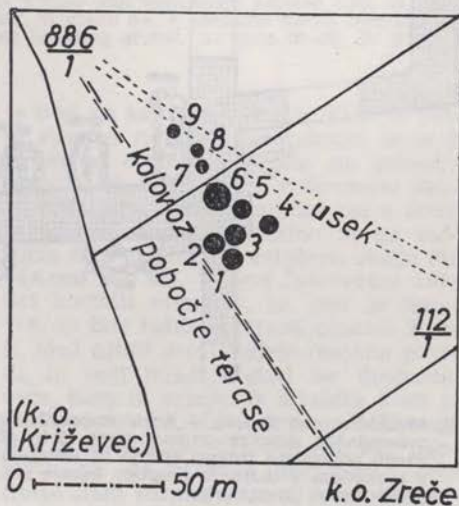 886
1
9
8
7
6
5
4
usek
kolovoz
2
3
1
pobočje terase
112
1
(k. o.
Križevec)
0 50 m
k. o. Zreče